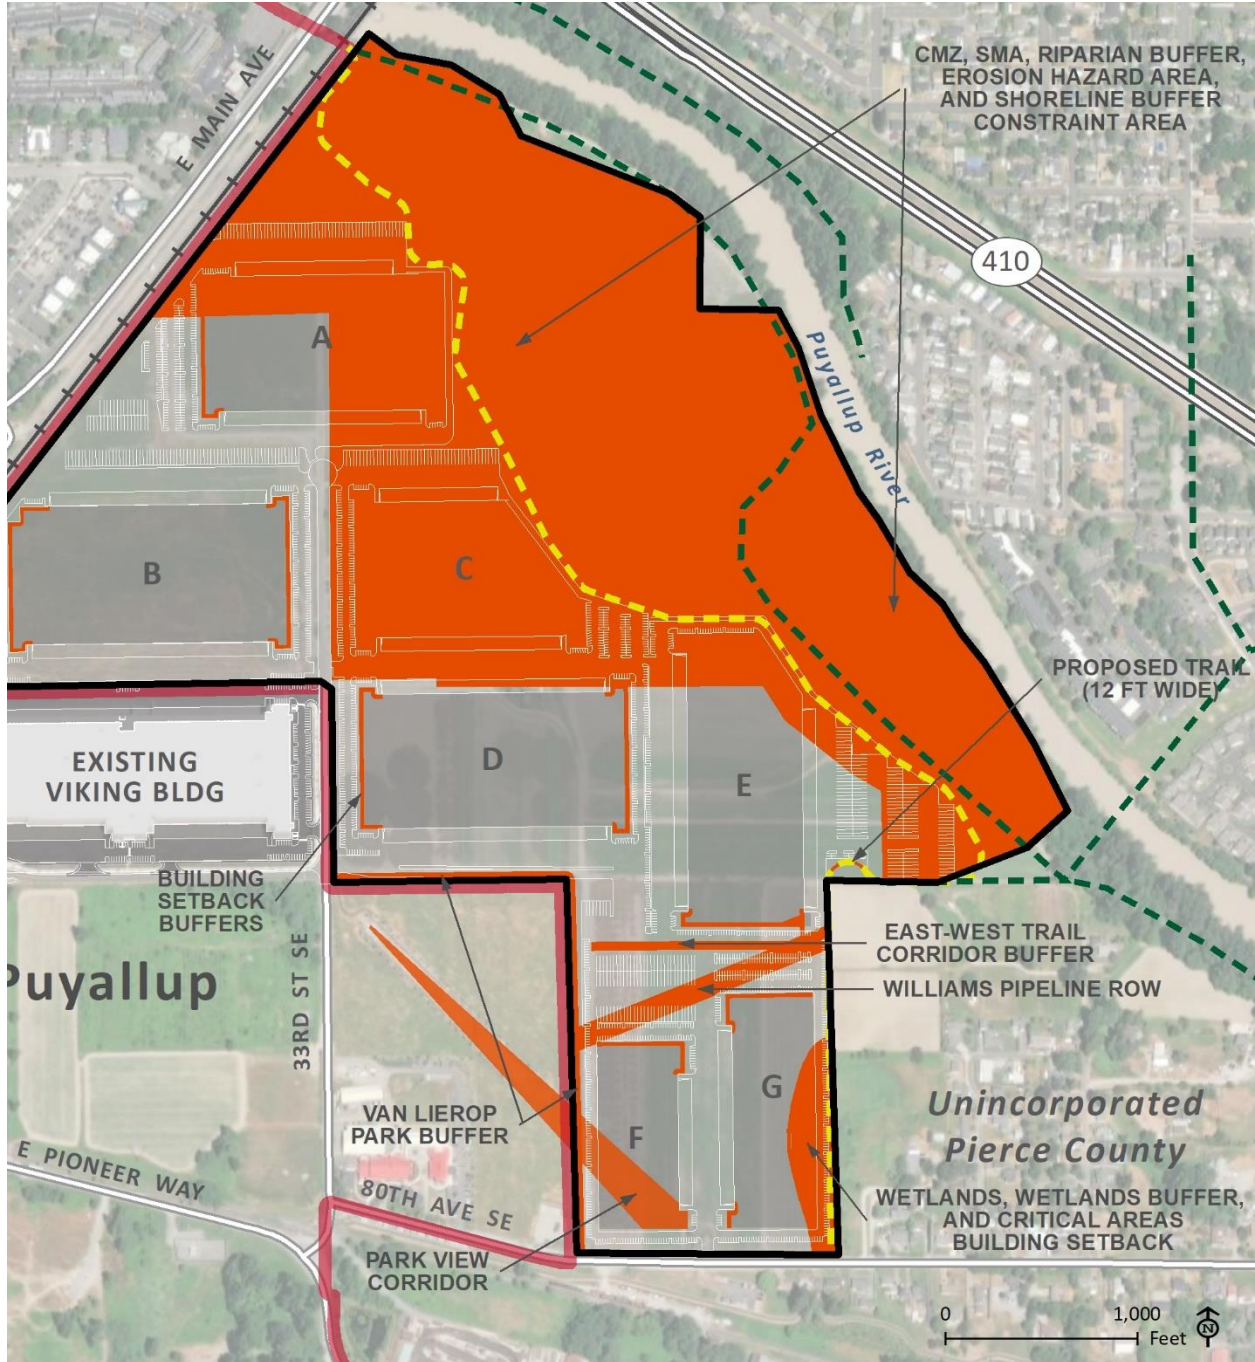 E MAIN AVE
CMZ, SMA, RIPARIAN BUFFER,
EROSION HAZARD AREA,
AND SHORELINE BUFFER
CONSTRAINT AREA
410
A
Puyallup River
B
C
PROPOSED TRAIL
(12 FT WIDE)
EXISTING
VIKING BLDG
D
E
BUILDING
SETBACK
BUFFERS
EAST-WEST TRAIL
CORRIDOR BUFFER
Puyallup
WILLIAMS PIPELINE ROW
33RD ST SE
VAN LIEROP
PARK BUFFER
F
G
Unincorporated
Pierce County
E PIONEER WAY
80TH AVE SE
WETLANDS, WETLANDS BUFFER,
AND CRITICAL AREAS
BUILDING SETBACK
PARK VIEW
CORRIDOR
0 1,000
Feet
N